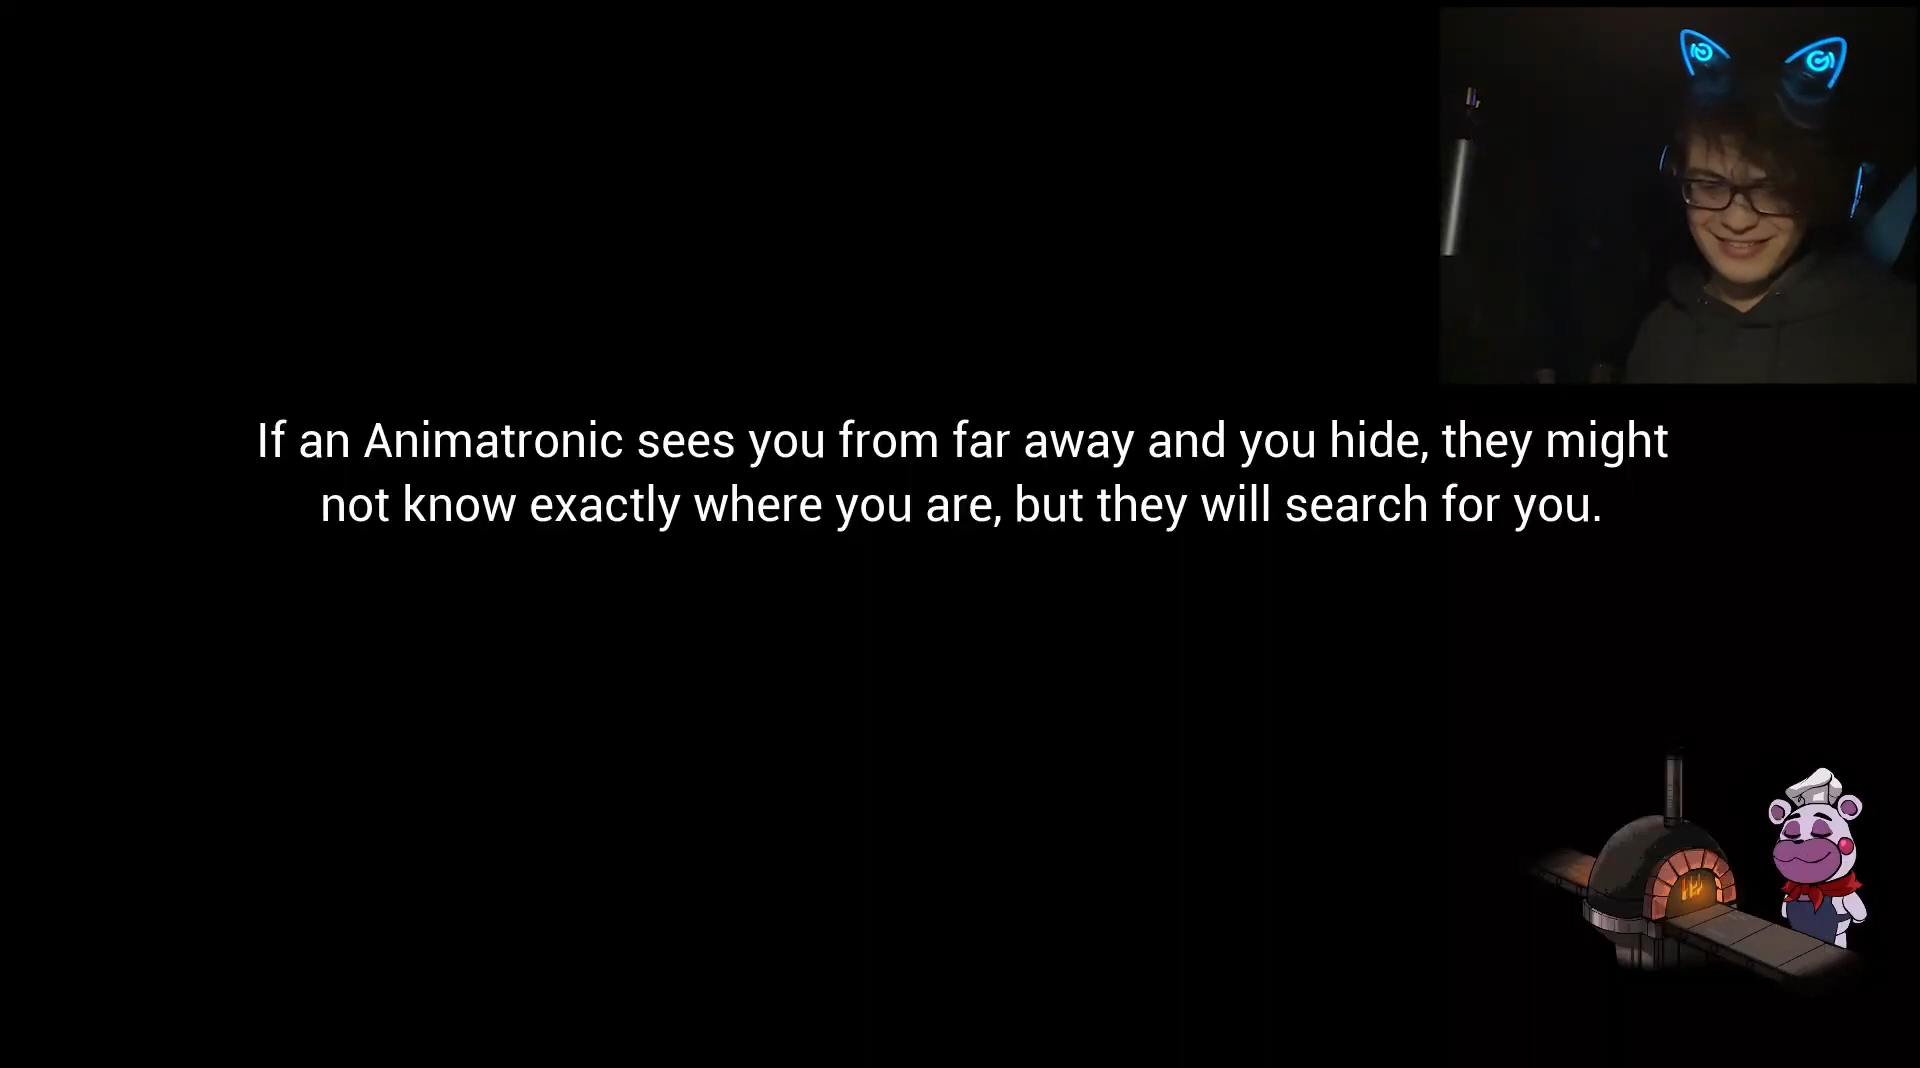 If an Animatronic sees you from far away and you hide, they might
not know exactly where you are, but they will search for you.